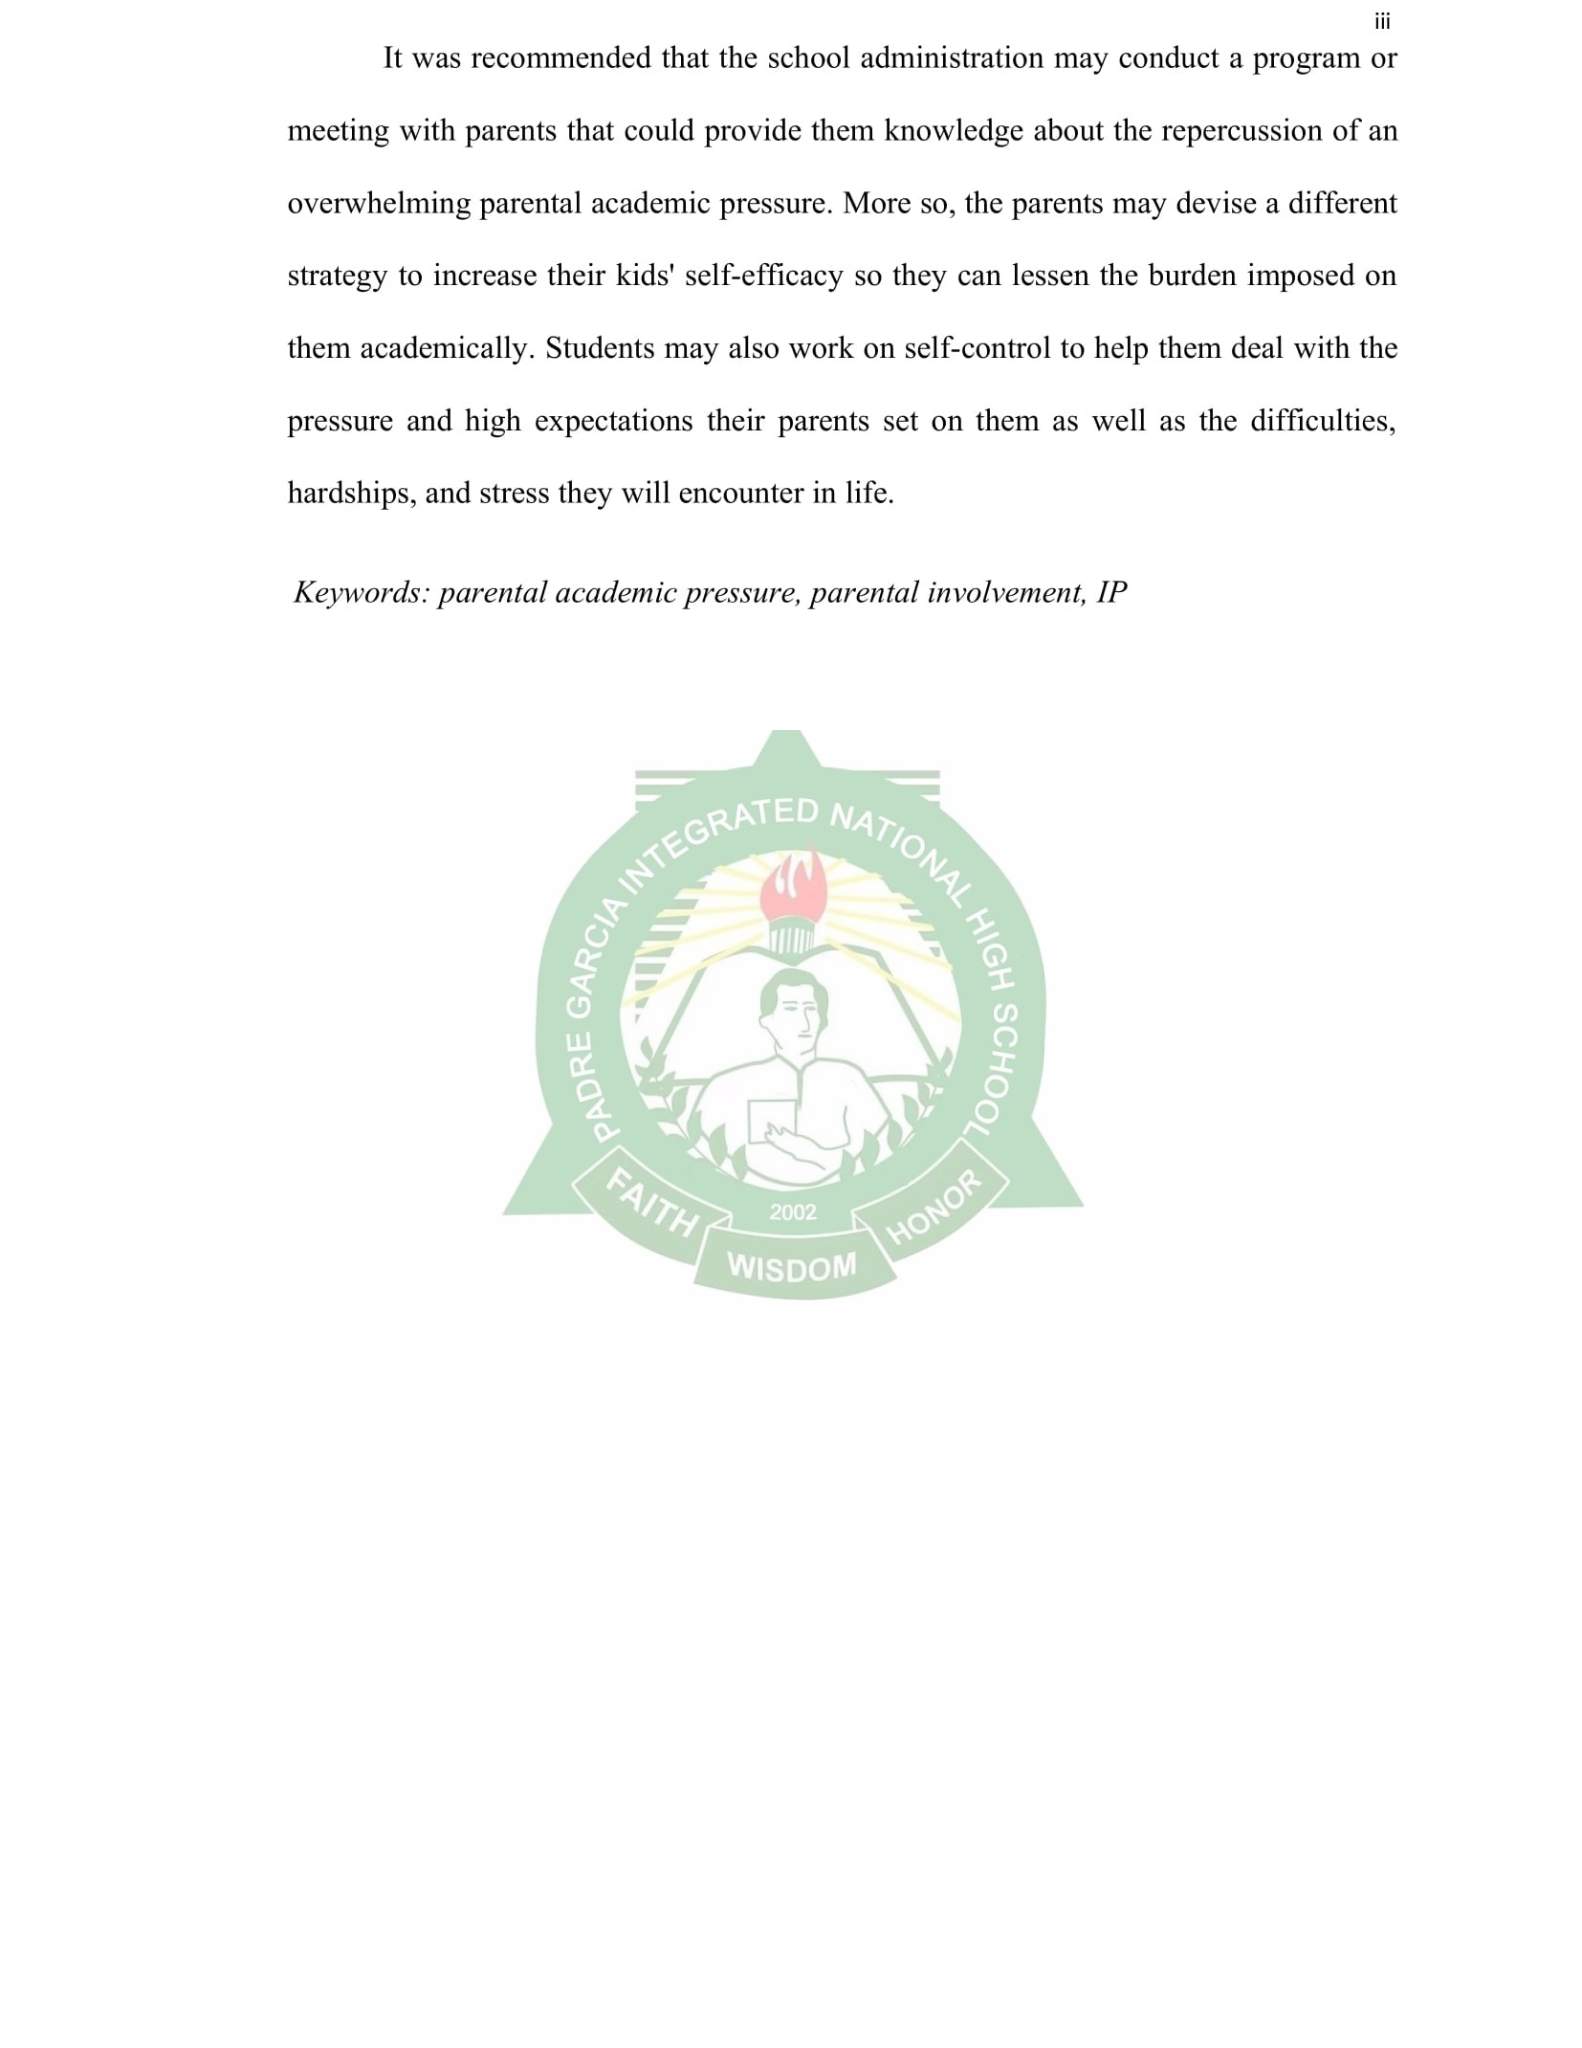 iii
It was recommended that the school administration may conduct a program or
meeting with parents that could provide them knowledge about the repercussion of an
overwhelming parental academic pressure. More so, the parents may devise a different
strategy to increase their kids' self-efficacy so they can lessen the burden imposed on
them academically. Students may also work on self-control to help them deal with the
pressure and high expectations their parents set on them as well as the difficulties,
hardships, and stress they will encounter in life.
Keywords: parental academic pressure, parental involvement, IP
PADRE GARCIA INTEGRATED NATIONAL HIGH SCHOOL
FAITH
2002
HONOR
WISDOM